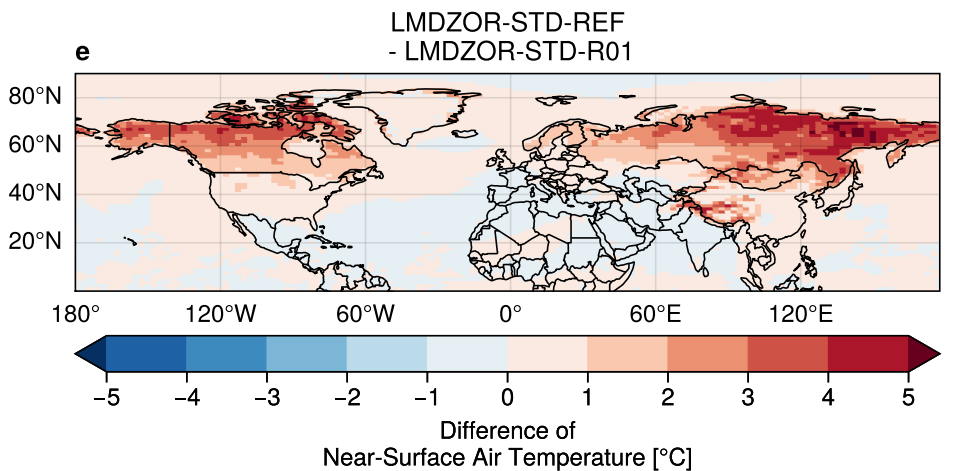 LMDZOR-STD-REF
e - LMDZOR-STD-R01
80°N
60°N
40°N
20°N
180° 120°W 60°W 0° 60°E 120°E
−5 −4 −3 −2 −1 0 1 2 3 4 5
Difference of
Near-Surface Air Temperature [°C]